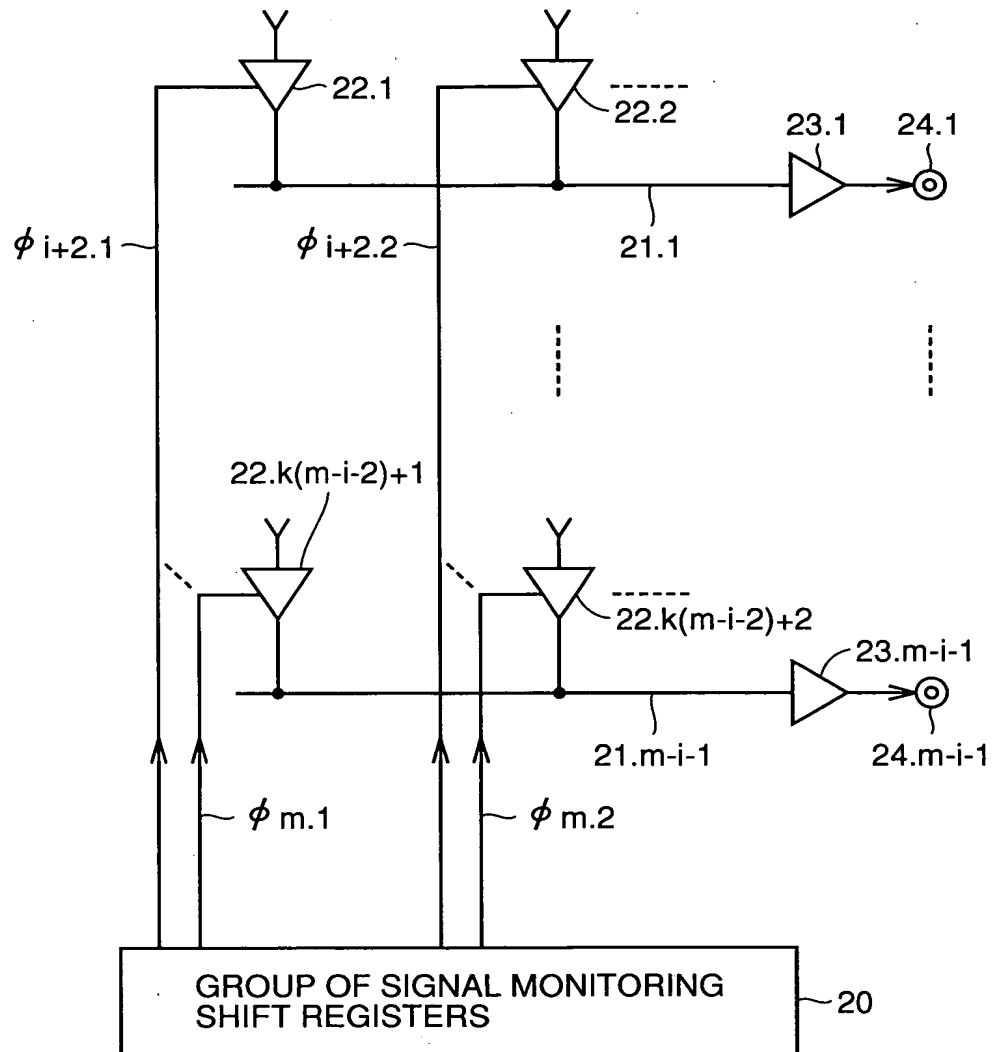 22.1
22.2
23.1
24.1
ϕ i+2.1
ϕ i+2.2
21.1
22.k(m-i-2)+1
22.k(m-i-2)+2
23.m-i-1
21.m-i-1
24.m-i-1
ϕ m.1
ϕ m.2
GROUP OF SIGNAL MONITORING
SHIFT REGISTERS
20